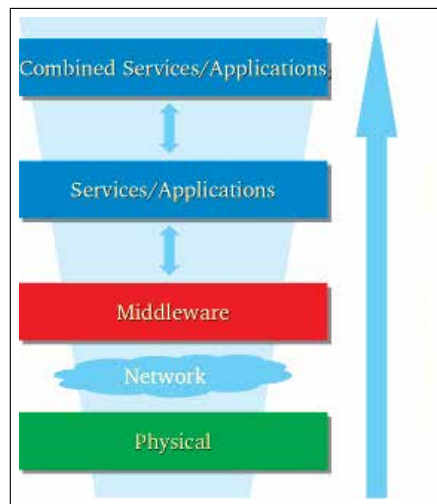 Combined Services/Applications
Services/Applications
Middleware
Network
Physical